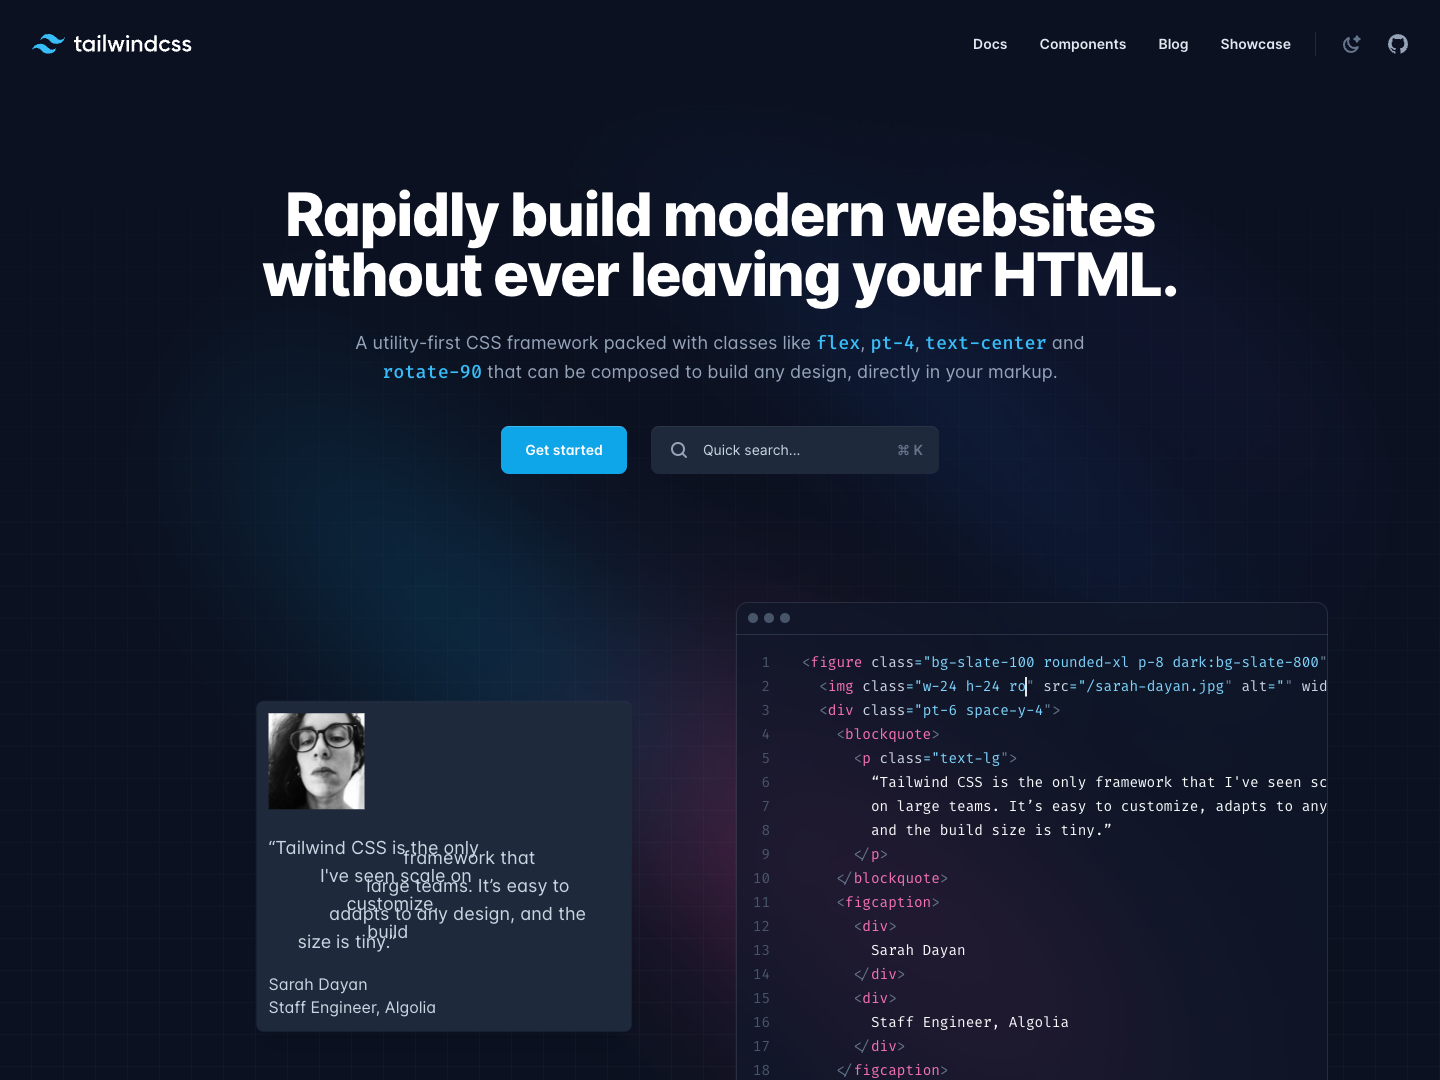 tailwindcss
Docs
Components
Blog
Showcase
Rapidly build modern websites
without ever leaving your HTML.
A utility-first CSS framework packed with classes like flex, pt-4, text-center and
rotate-90 that can be composed to build any design, directly in your markup.
Get started
Quick search...
⌘ K
“Tailwind CSS is the only
framework that
I've seen scale on
large teams. It’s easy to
customize,
adapts to any design, and the
build
size is tiny.”
Sarah Dayan
Staff Engineer, Algolia
1 <figure class="bg-slate-100 rounded-xl p-8 dark:bg-slate-800"
2 <img class="w-24 h-24 ro" src="/sarah-dayan.jpg" alt="" wid
3 <div class="pt-6 space-y-4">
4 <blockquote>
5 <p class="text-lg">
6 “Tailwind CSS is the only framework that I've seen sc
7 on large teams. It’s easy to customize, adapts to any
8 and the build size is tiny.”
9 </p>
10 </blockquote>
11 <figcaption>
12 <div>
13 Sarah Dayan
14 </div>
15 <div>
16 Staff Engineer, Algolia
17 </div>
18 </figcaption>